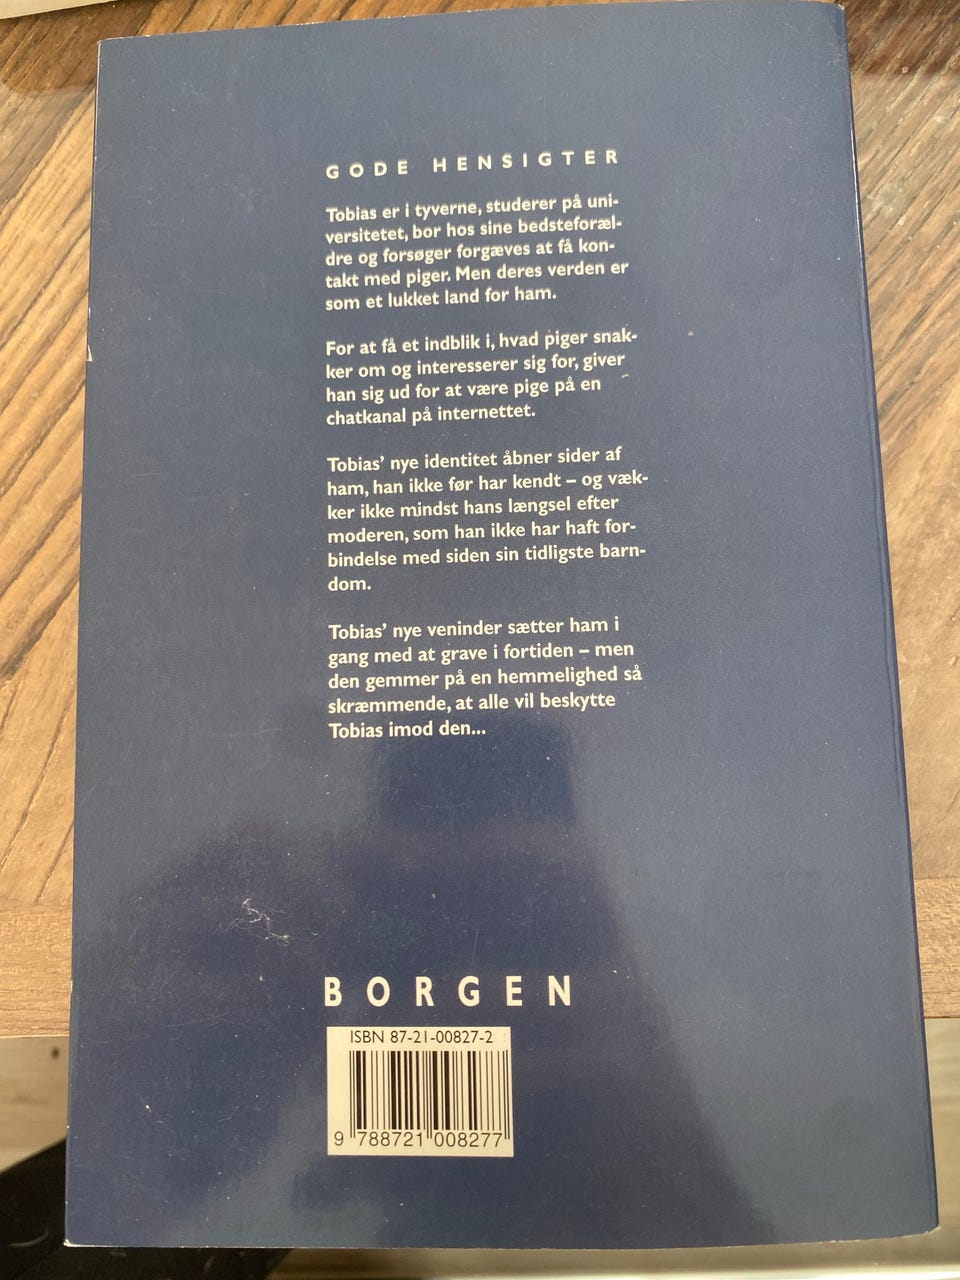 GODE HENSIGTER
Tobias er i tyverne, studerer på uni-
versitetet, bor hos sine bedsteforæl-
dre og forsøger forgæves at få kon-
takt med piger. Men deres verden er
som et lukket land for ham.
For at få et indblik i, hvad piger snak-
ker om og interesserer sig for, giver
han sig ud for at være pige på en
chatkanal på internettet.
Tobias’ nye identitet åbner sider af
ham, han ikke før har kendt – og væk-
ker ikke mindst hans længsel efter
moderen, som han ikke har haft for-
bindelse med siden sin tidligste barn-
dom.
Tobias’ nye veninder sætter ham i
gang med at grave i fortiden – men
den gemmer på en hemmelighed så
skræmmende, at alle vil beskytte
Tobias imod den...
BORGEN
ISBN 87-21-00827-2
9 788721 008277